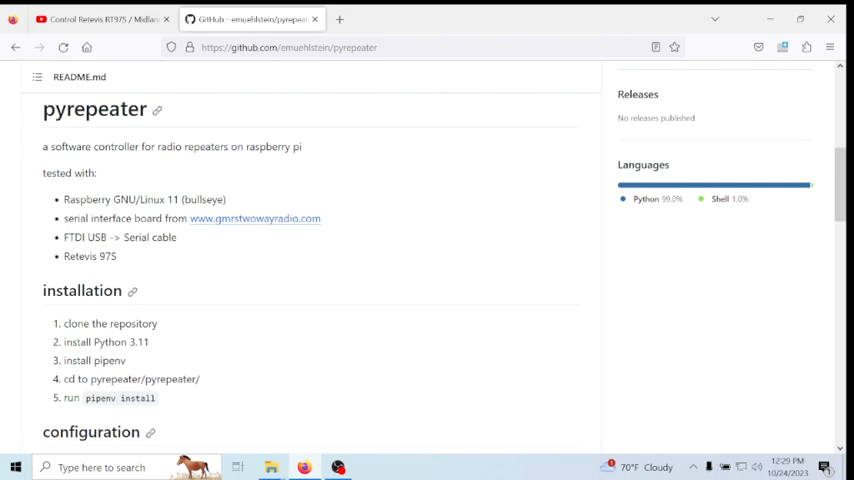 Control Retevis RT97S / Midlan
GitHub - emuehlstein/pyrepeat
https://github.com/emuehlstein/pyrepeater
README.md
pyrepeater
a software controller for radio repeaters on raspberry pi
tested with:
Raspberry GNU/Linux 11 (bullseye)
serial interface board from www.gmrstwowayradio.com
FTDI USB -> Serial cable
Retevis 97S
installation
1. clone the repository
2. install Python 3.11
3. install pipenv
4. cd to pyrepeater/pyrepeater/
5. run pipenv install
configuration
Releases
No releases published
Languages
Python 99.0% Shell 1.0%
Type here to search
70°F Cloudy
12:29 PM
10/24/2023